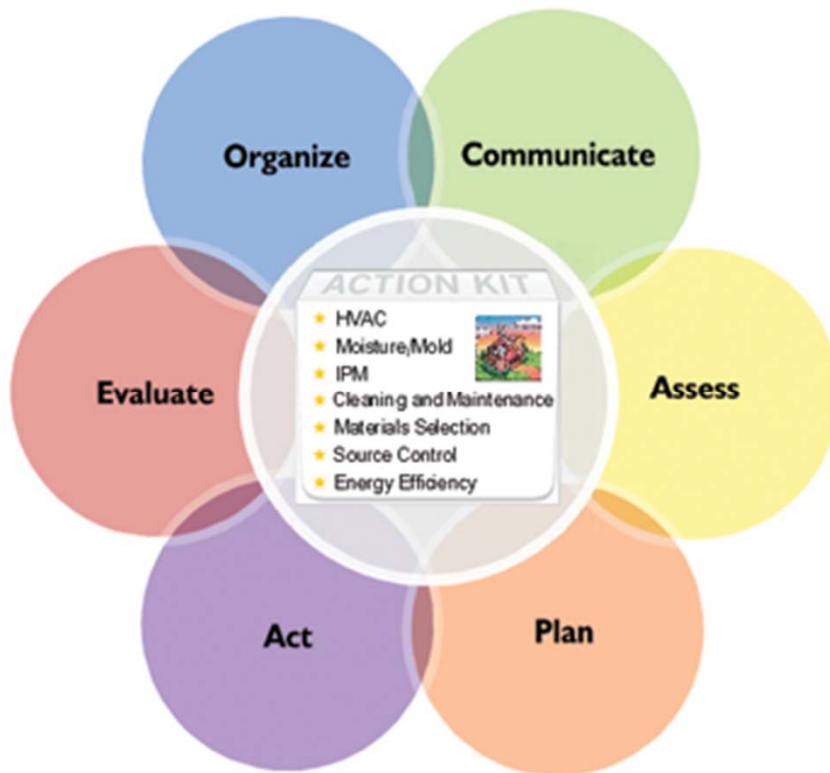 Organize
Communicate
ACTION KIT
HVAC
Moisture/Mold
IPM
Cleaning and Maintenance
Materials Selection
Source Control
Energy Efficiency
Evaluate
Assess
Act
Plan